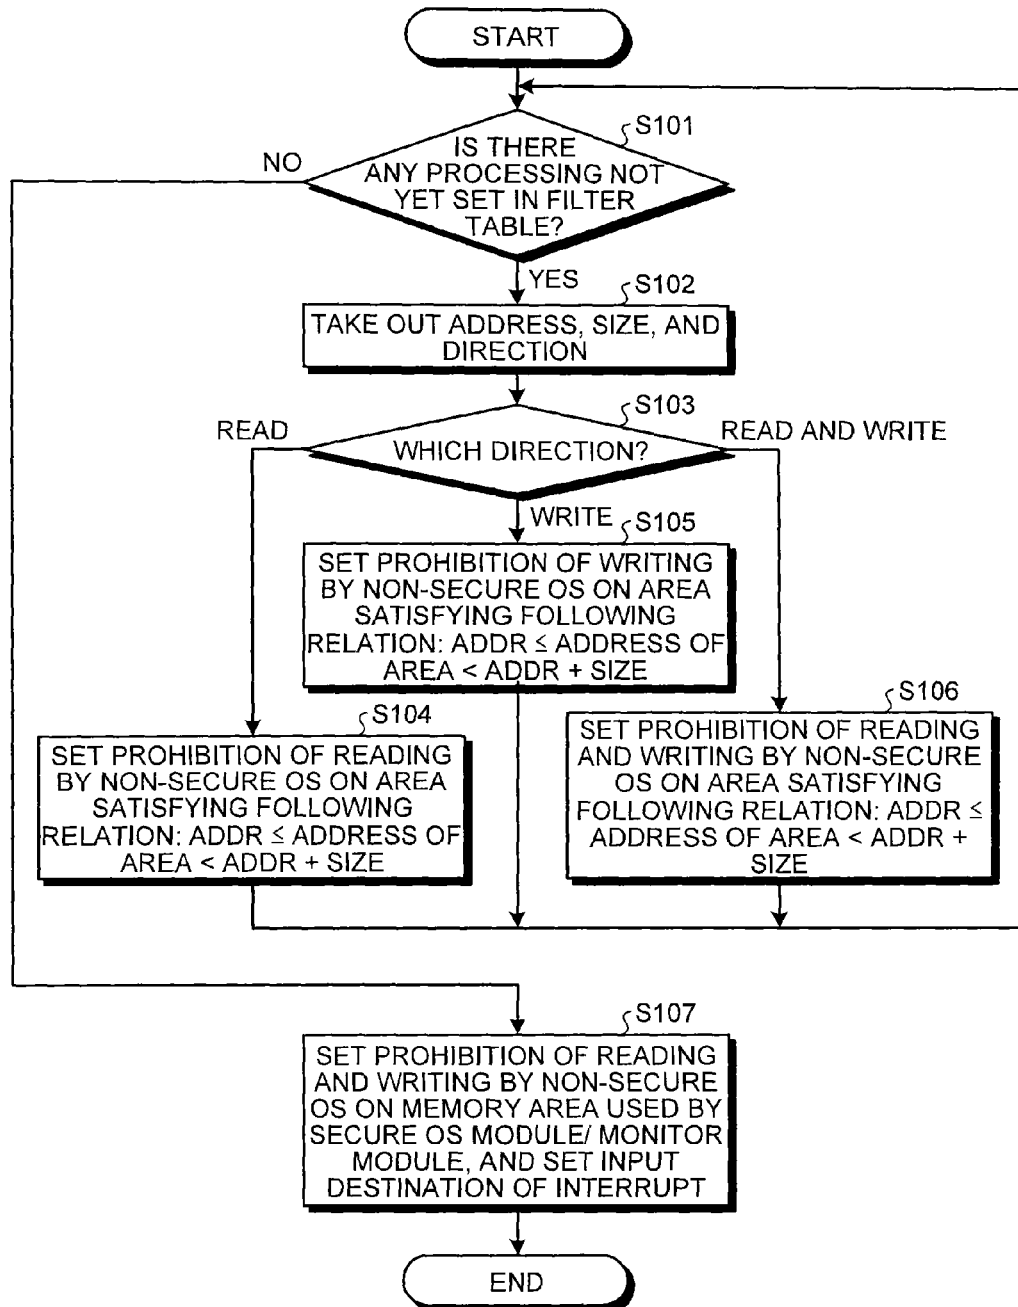 START
S101
IS THERE
ANY PROCESSING NOT
YET SET IN FILTER
TABLE?
NO
YES
S102
TAKE OUT ADDRESS, SIZE, AND
DIRECTION
S103
READ
WHICH DIRECTION?
READ AND WRITE
WRITE
S105
SET PROHIBITION OF WRITING
BY NON-SECURE OS ON AREA
SATISFYING FOLLOWING
RELATION: ADDR ≤ ADDRESS OF
AREA < ADDR + SIZE
S104
SET PROHIBITION OF READING
BY NON-SECURE OS ON AREA
SATISFYING FOLLOWING
RELATION: ADDR ≤ ADDRESS OF
AREA < ADDR + SIZE
S106
SET PROHIBITION OF READING
AND WRITING BY NON-SECURE
OS ON AREA SATISFYING
FOLLOWING RELATION: ADDR ≤
ADDRESS OF AREA < ADDR +
SIZE
S107
SET PROHIBITION OF READING
AND WRITING BY NON-SECURE
OS ON MEMORY AREA USED BY
SECURE OS MODULE/ MONITOR
MODULE, AND SET INPUT
DESTINATION OF INTERRUPT
END